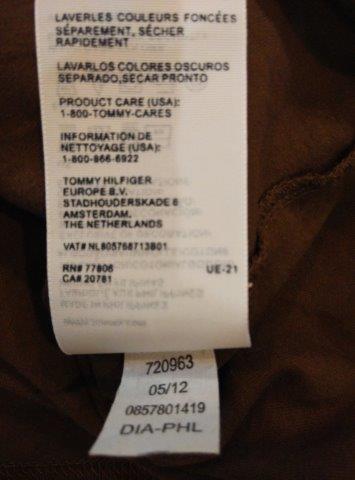 LAVERLES COULEURS FONCÉES
SÉPAREMENT, SÉCHER
RAPIDEMENT
LAVARLOS COLORES OSCUROS
SEPARADO,SECAR PRONTO
PRODUCT CARE (USA):
1-800-TOMMY-CARES
INFORMATION DE
NETTOYAGE (USA):
1-800-866-6922
TOMMY HILFIGER
EUROPE B.V.
STADHOUDERSKADE 6
AMSTERDAM,
THE NETHERLANDS
VAT# NL805768713B01
RN# 77806 UE-21
CA# 20781
720963
05/12
0857801419
DIA-PHL